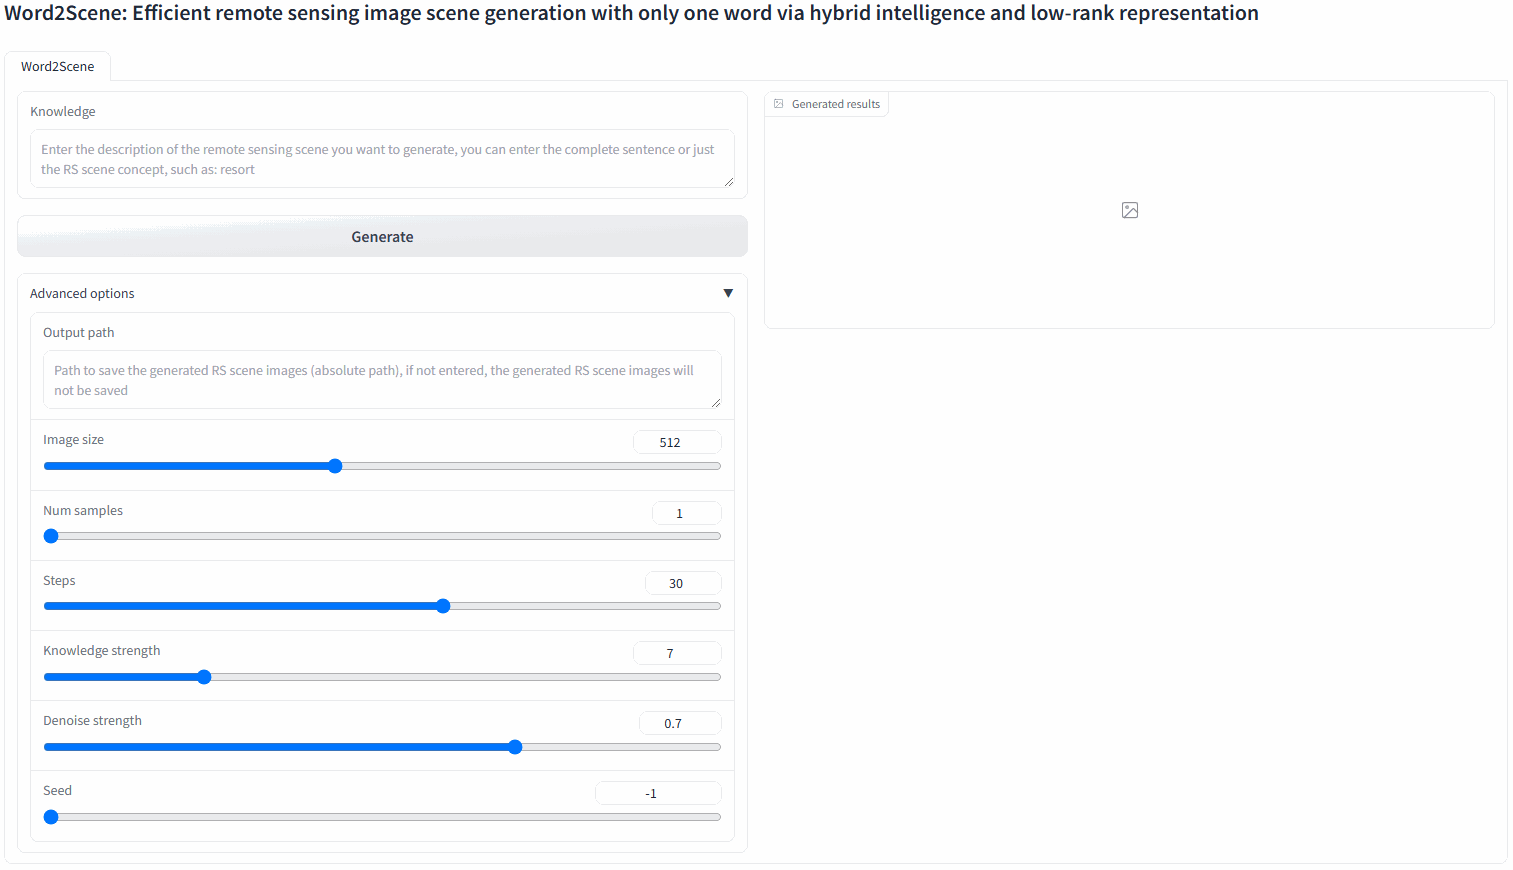 Word2Scene: Efficient remote sensing image scene generation with only one word via hybrid intelligence and low-rank representation
Word2Scene
Knowledge
Enter the description of the remote sensing scene you want to generate, you can enter the complete sentence or just
the RS scene concept, such as: resort
Generate
Advanced options
▼
Output path
Path to save the generated RS scene images (absolute path), if not entered, the generated RS scene images will
not be saved
Image size
512
Num samples
1
Steps
30
Knowledge strength
7
Denoise strength
0.7
Seed
-1
Generated results